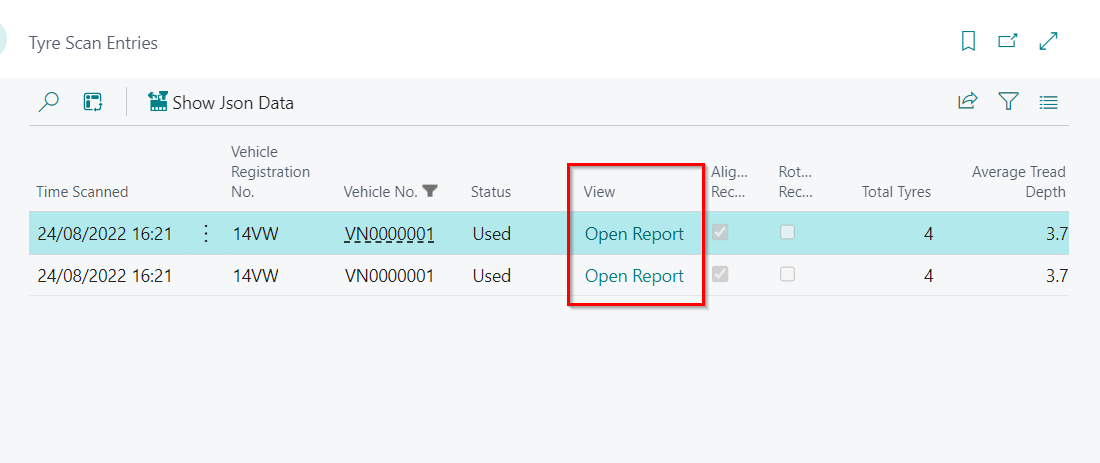 Tyre Scan Entries
Show Json Data
Time Scanned Vehicle Registration No. Vehicle No. Status View Alig... Rec... Rot... Rec... Total Tyres Average Tread Depth
24/08/2022 16:21 14VW VN0000001 Used Open Report 4 3.7
24/08/2022 16:21 14VW VN0000001 Used Open Report 4 3.7